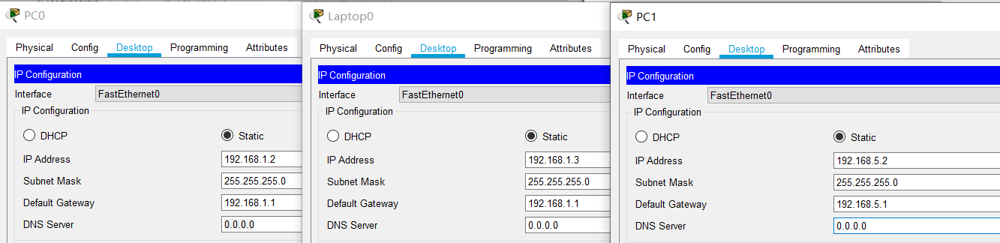 PC0
Physical Config Desktop Programming Attributes
IP Configuration
Interface FastEthernet0
IP Configuration
DHCP Static
IP Address 192.168.1.2
Subnet Mask 255.255.255.0
Default Gateway 192.168.1.1
DNS Server 0.0.0.0
Laptop0
Physical Config Desktop Programming Attributes
IP Configuration
Interface FastEthernet0
IP Configuration
DHCP Static
IP Address 192.168.1.3
Subnet Mask 255.255.255.0
Default Gateway 192.168.1.1
DNS Server 0.0.0.0
PC1
Physical Config Desktop Programming Attributes
IP Configuration
Interface FastEthernet0
IP Configuration
DHCP Static
IP Address 192.168.5.2
Subnet Mask 255.255.255.0
Default Gateway 192.168.5.1
DNS Server 0.0.0.0